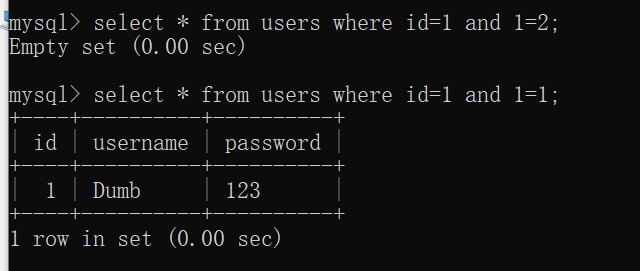 mysql> select * from users where id=1 and 1=2;
Empty set (0.00 sec)
mysql> select * from users where id=1 and 1=1;
+----+----------+----------+
| id | username | password |
+----+----------+----------+
| 1 | Dumb | 123 |
+----+----------+----------+
1 row in set (0.00 sec)